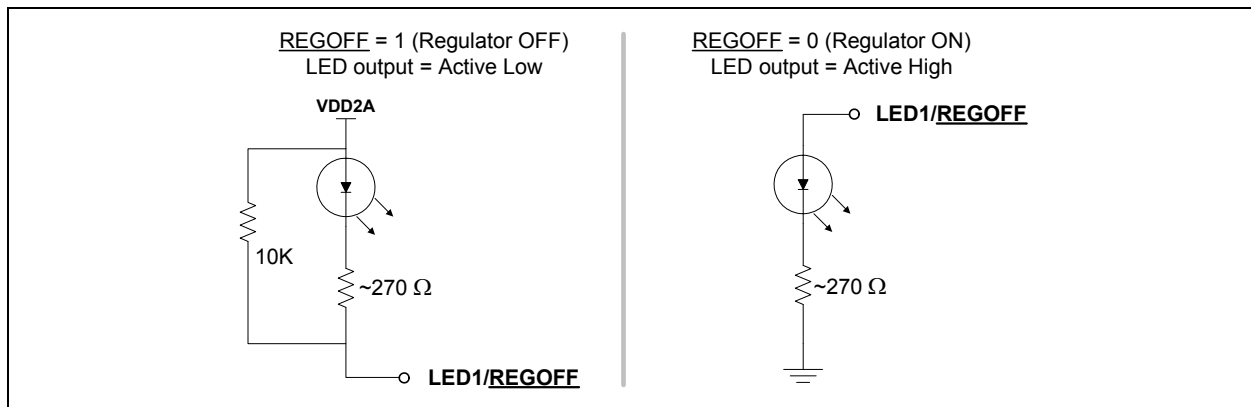 REGOFF = 1 (Regulator OFF)
LED output = Active Low
VDD2A
10K
~270 Ω
LED1/REGOFF
REGOFF = 0 (Regulator ON)
LED output = Active High
LED1/REGOFF
~270 Ω